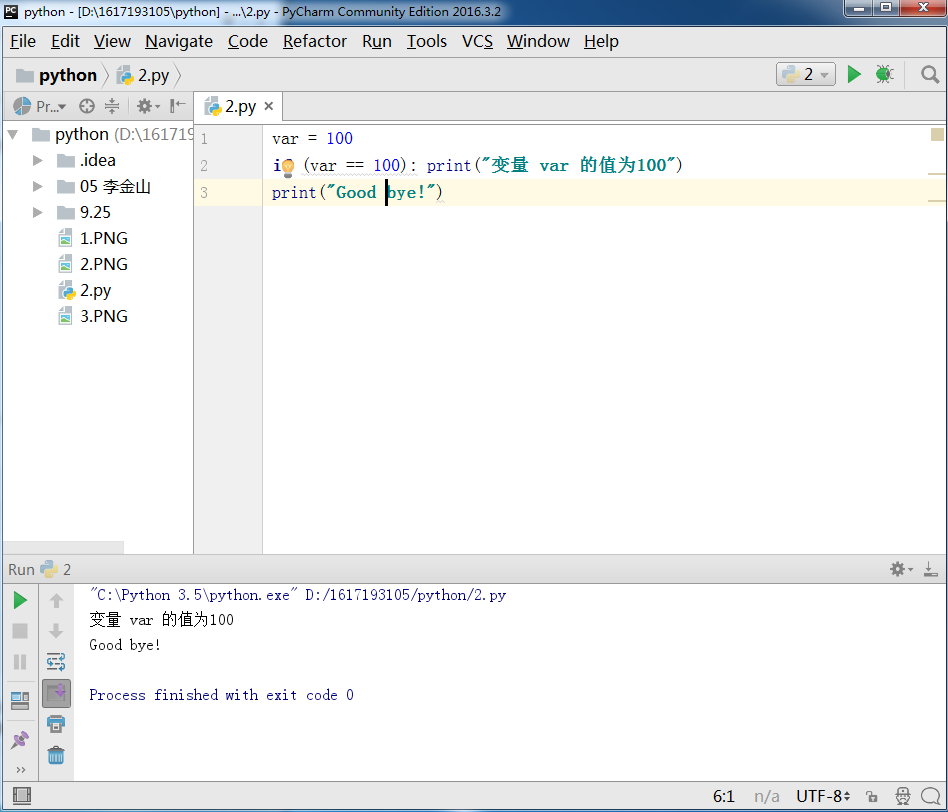 python - [D:\1617193105\python] - ...\2.py - PyCharm Community Edition 2016.3.2
File Edit View Navigate Code Refactor Run Tools VCS Window Help
python 2.py 2
Pr... 2.py
python (D:\16171
.idea
05 李金山
9.25
1.PNG
2.PNG
2.py
3.PNG
1 var = 100
2 i (var == 100): print("变量 var 的值为100")
3 print("Good bye!")
Run 2
"C:\Python 3.5\python.exe" D:/1617193105/python/2.py
变量 var 的值为100
Good bye!
Process finished with exit code 0
6:1 n/a UTF-8